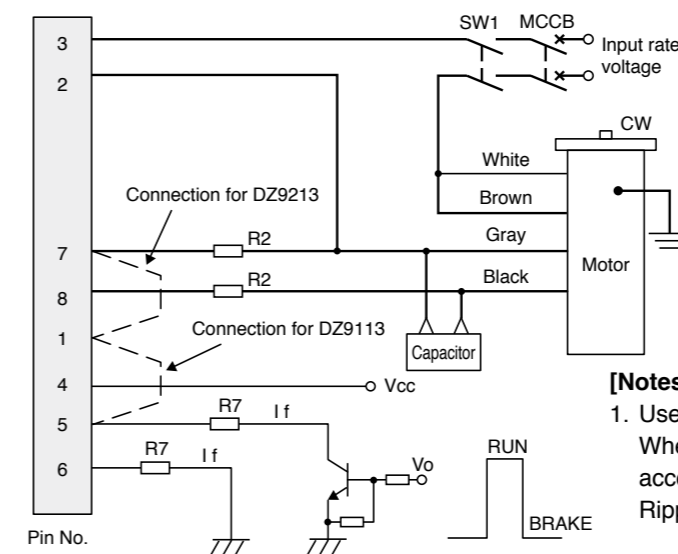 SW1 MCCB
3
Input rate
voltage
2
CW
White
Connection for DZ9213
Brown
R2
Gray
7
Motor
R2
Black
8
Connection for DZ9113
1
Capacitor
4
Vcc
[Notes
R7
I f
1. Use
5
Whe
R7
I f
RUN
acco
6
Vo
Ripp
BRAKE
Pin No.